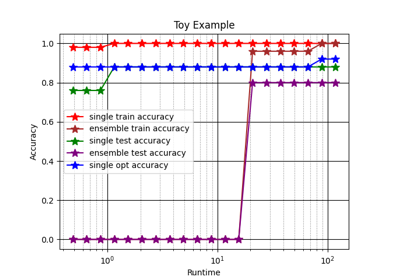 Toy Example
1.0
0.8
0.6
0.4
0.2
0.0
Accuracy
single train accuracy
ensemble train accuracy
single test accuracy
ensemble test accuracy
single opt accuracy
10⁰
10¹
10²
Runtime